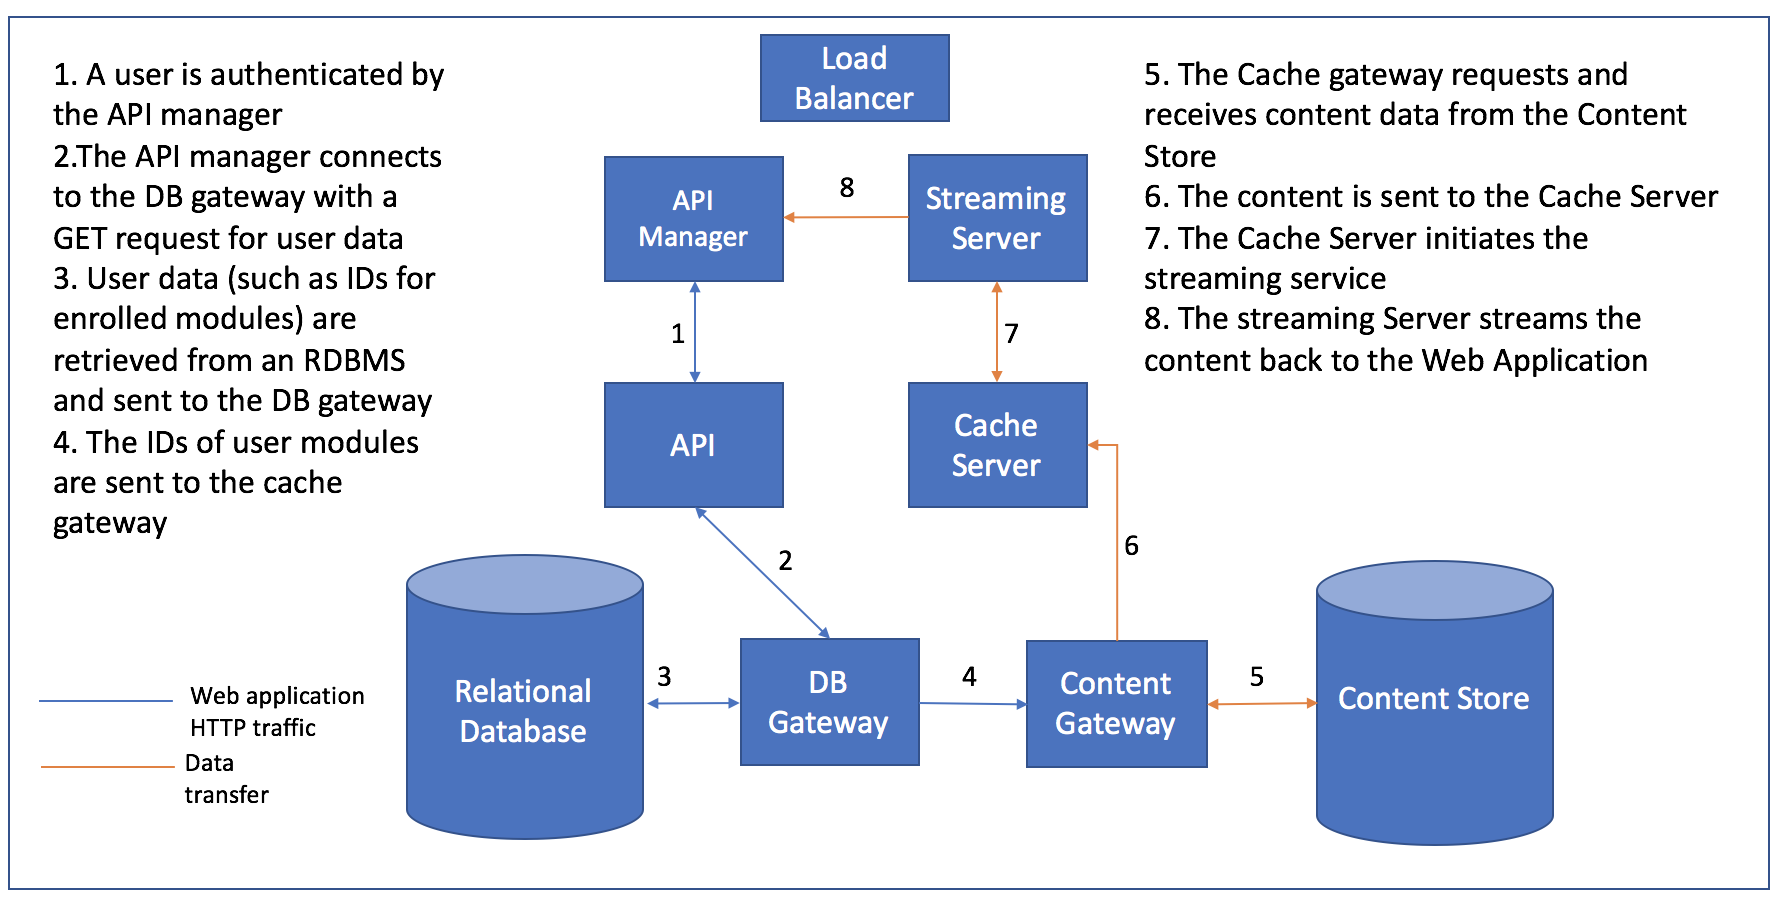 1. A user is authenticated by
the API manager
2.The API manager connects
to the DB gateway with a
GET request for user data
3. User data (such as IDs for
enrolled modules) are
retrieved from an RDBMS
and sent to the DB gateway
4. The IDs of user modules
are sent to the cache
gateway
Load
Balancer
5. The Cache gateway requests and
receives content data from the Content
Store
6. The content is sent to the Cache Server
7. The Cache Server initiates the
streaming service
8. The streaming Server streams the
content back to the Web Application
API
Manager
8
Streaming
Server
1
7
API
Cache
Server
2
6
Relational
Database
3
DB
Gateway
4
Content
Gateway
5
Content Store
Web application
HTTP traffic
Data
transfer